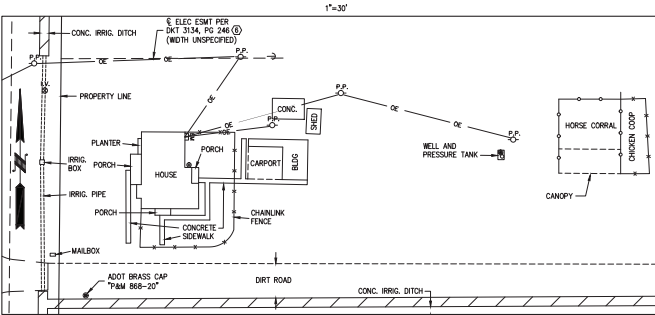 1"=30'
CONC. IRRIG. DITCH
℄ ELEC ESMT PER
DKT 3134, PG 246 6
(WIDTH UNSPECIFIED)
P.P.
OE
OE
P.P.
OE
I.V.
PROPERTY LINE
P.P.
P.P.
OE
OE
OE
P.P.
CONC.
SHED
HORSE CORRAL
CHICKEN COOP
PLANTER
PORCH
PORCH
HOUSE
CARPORT
BLDG
WELL AND
PRESSURE TANK
CANOPY
N
IRRIG.
BOX
IRRIG. PIPE
PORCH
CONCRETE
SIDEWALK
CHAINLINK
FENCE
MAILBOX
ADOT BRASS CAP
"P&M 868-20"
DIRT ROAD
CONC. IRRIG. DITCH